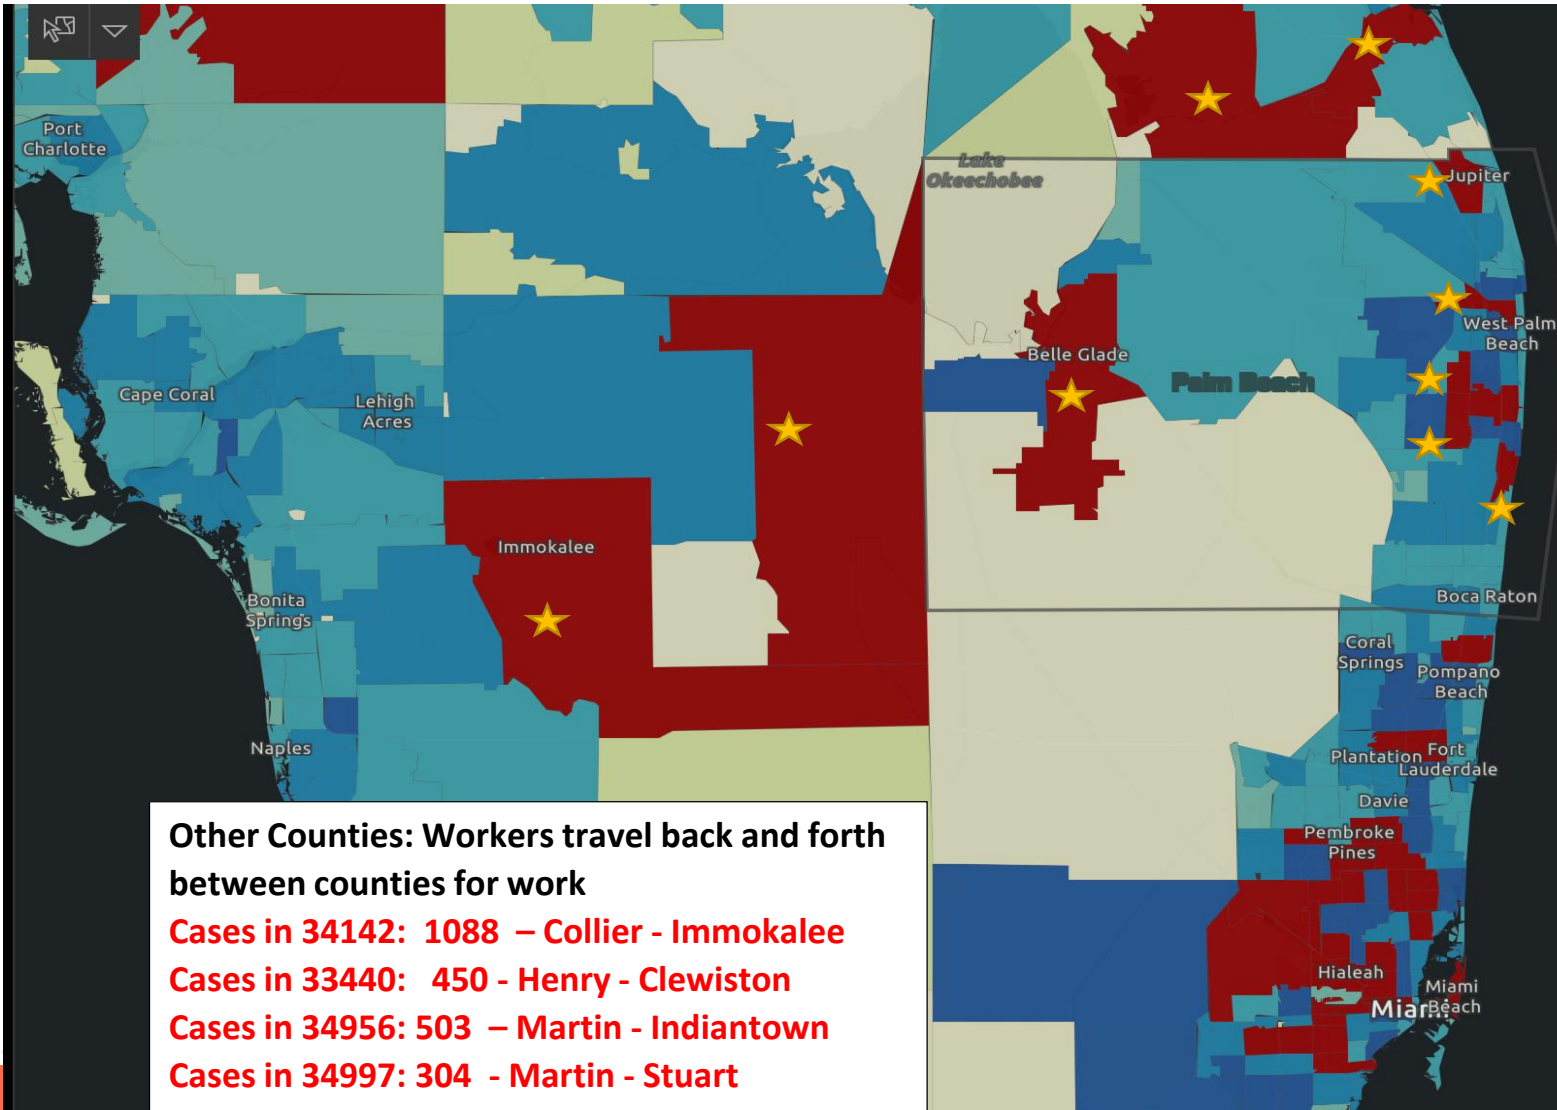 Port
Charlotte
Lake
Okeechobee
Jupiter
West Palm
Beach
Belle Glade
Palm Beach
Cape Coral
Lehigh
Acres
Immokalee
Bonita
Springs
Boca Raton
Coral
Springs
Pompano
Beach
Naples
Plantation
Fort
Lauderdale
Davie
Pembroke
Pines
Hialeah
Miami
Beach
Other Counties: Workers travel back and forth
between counties for work
Cases in 34142: 1088 – Collier - Immokalee
Cases in 33440: 450 - Henry - Clewiston
Cases in 34956: 503 – Martin - Indiantown
Cases in 34997: 304 - Martin - Stuart